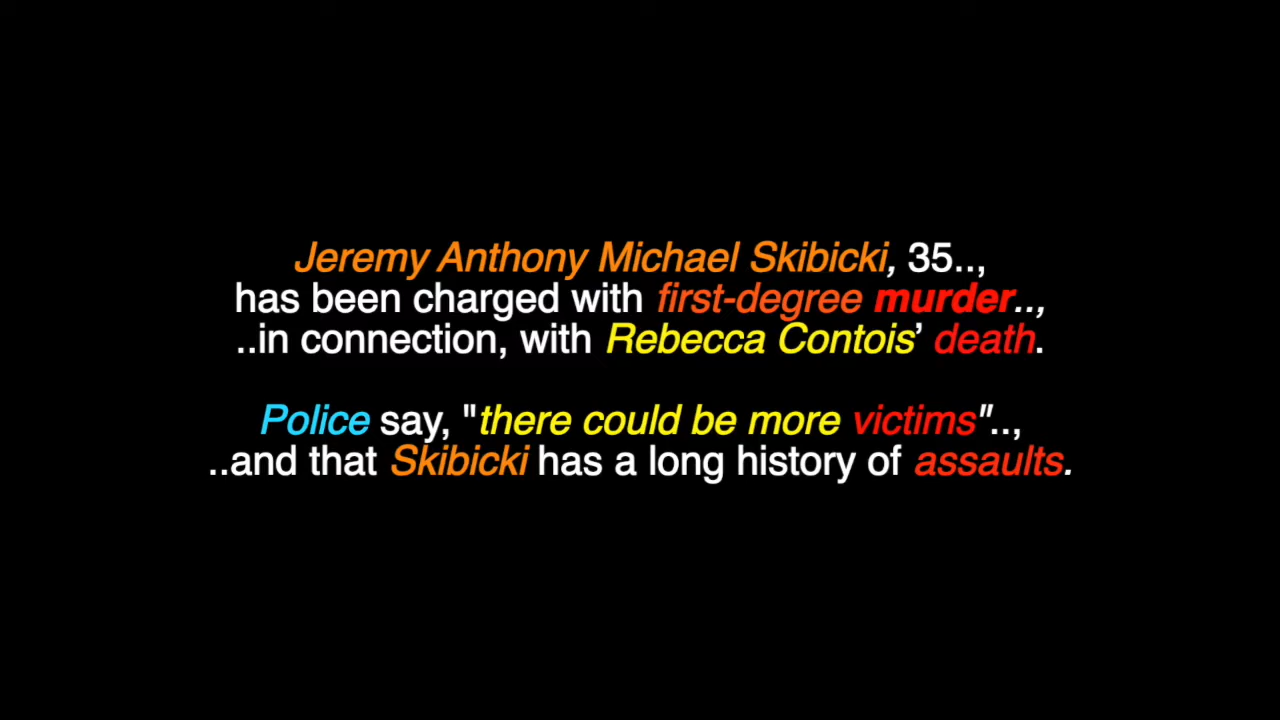 Jeremy Anthony Michael Skibicki, 35..,
has been charged with first-degree murder..,
..in connection, with Rebecca Contois’ death.
Police say, "there could be more victims"..,
..and that Skibicki has a long history of assaults.